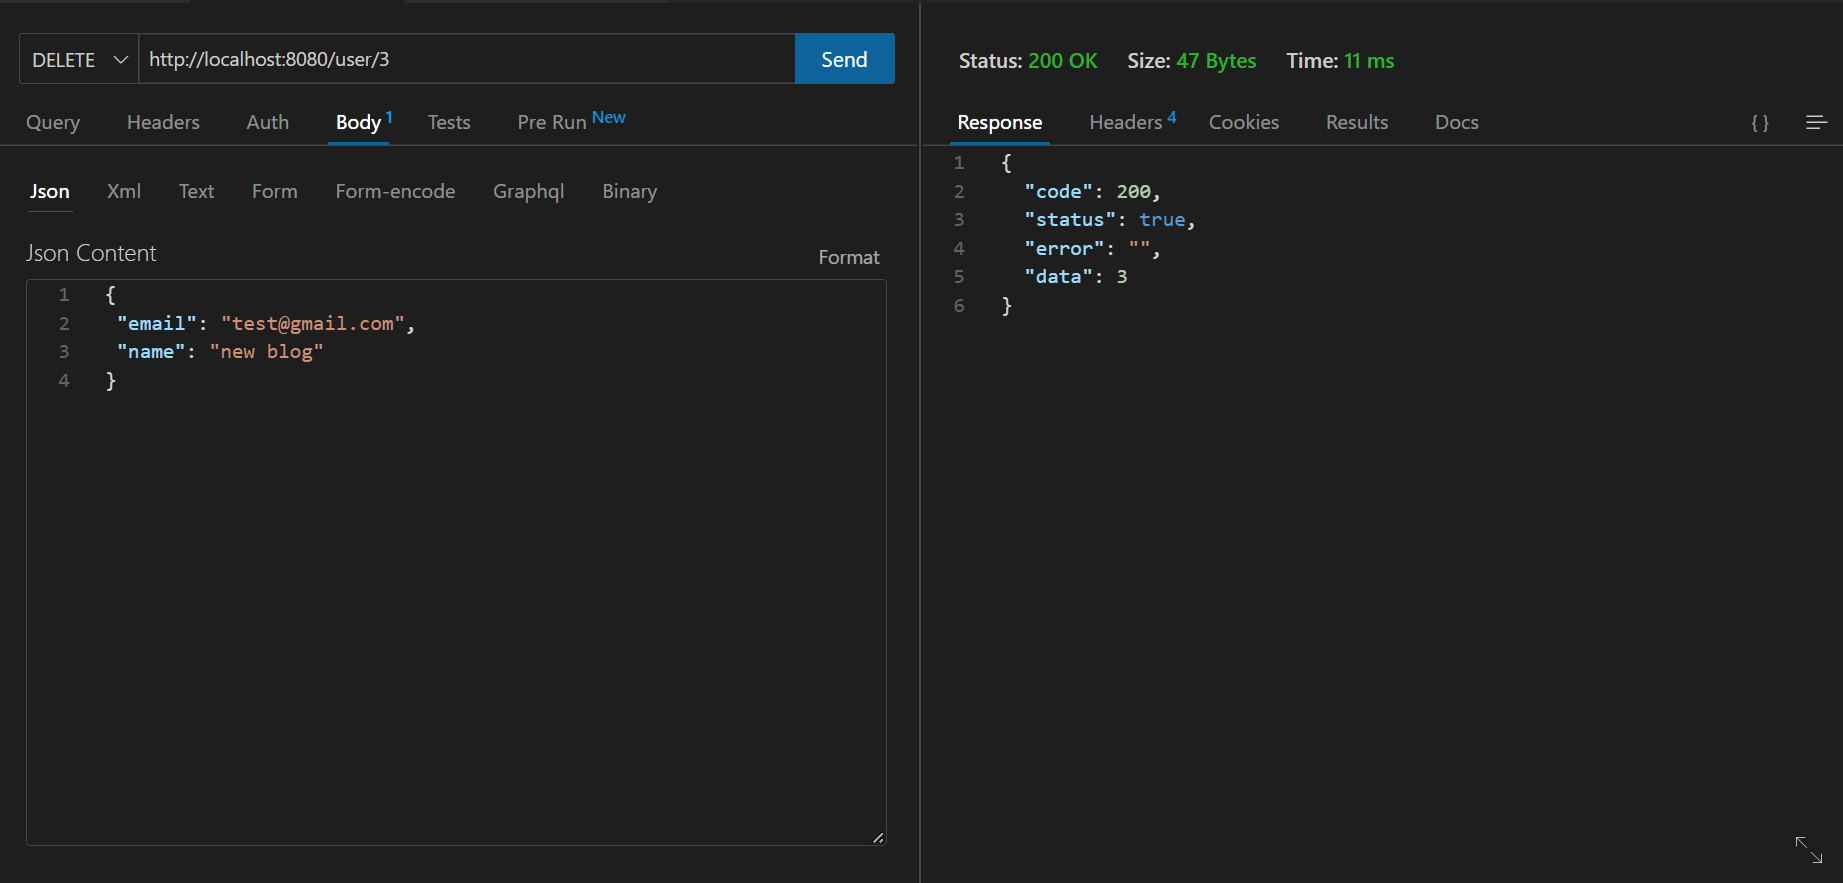 DELETE http://localhost:8080/user/3 Send
Query Headers Auth Body 1 Tests Pre Run New
Json Xml Text Form Form-encode Graphql Binary
Json Content Format
1 {
2 "email": "test@gmail.com",
3 "name": "new blog"
4 }
Status: 200 OK Size: 47 Bytes Time: 11 ms
Response Headers 4 Cookies Results Docs { }
1 {
2 "code": 200,
3 "status": true,
4 "error": "",
5 "data": 3
6 }